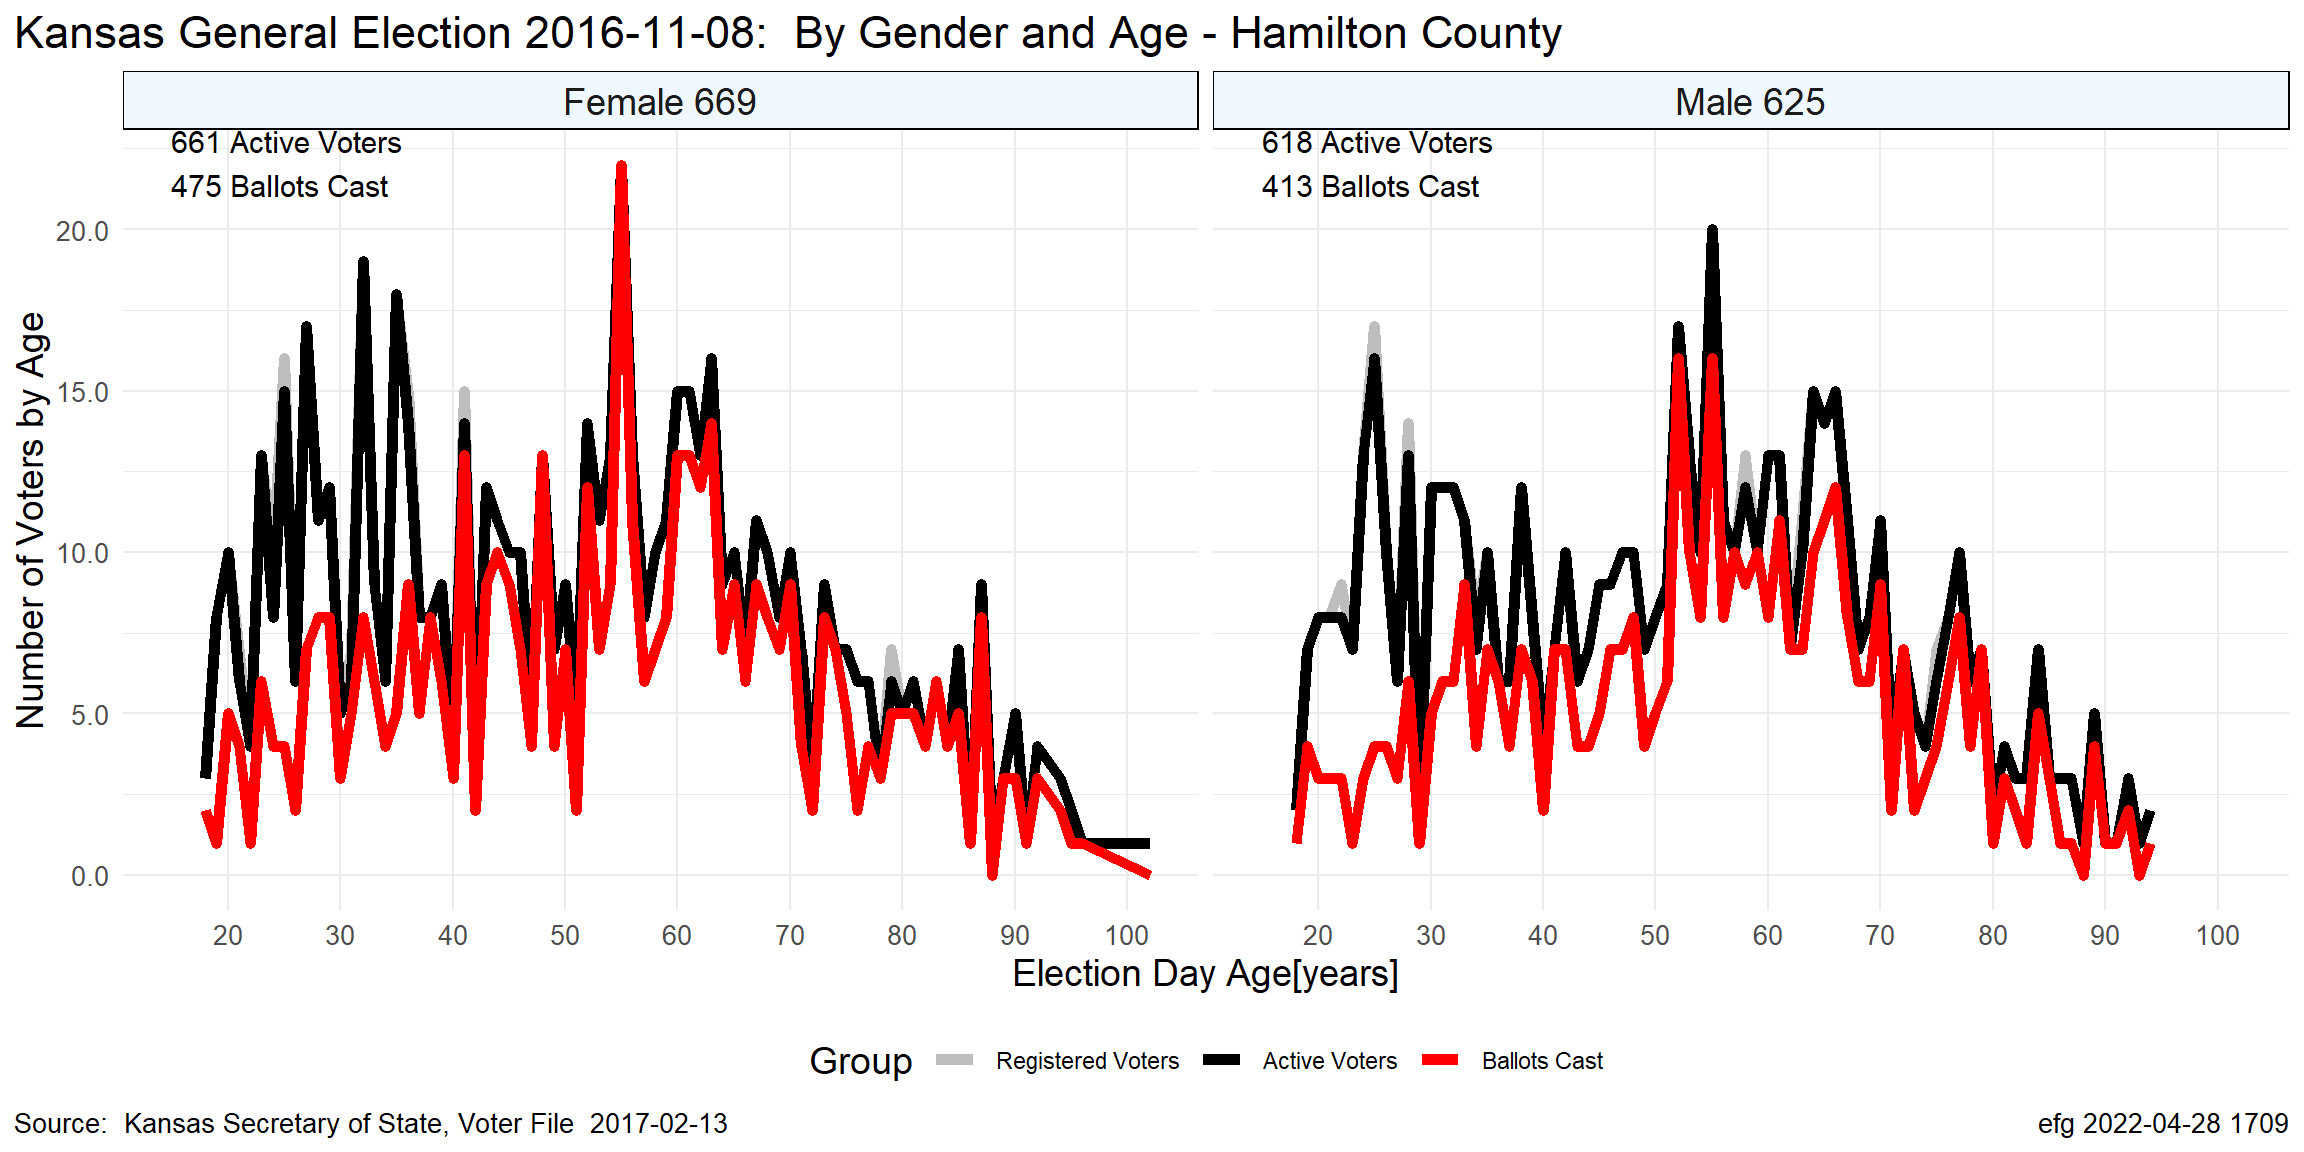 Kansas General Election 2016-11-08:  By Gender and Age - Hamilton County
Female 669
Male 625
661 Active Voters
475 Ballots Cast
618 Active Voters
413 Ballots Cast
Number of Voters by Age
20.0
15.0
10.0
5.0
0.0
20 30 40 50 60 70 80 90 100
20 30 40 50 60 70 80 90 100
Election Day Age[years]
Group Registered Voters Active Voters Ballots Cast
Source:  Kansas Secretary of State, Voter File  2017-02-13
efg 2022-04-28 1709